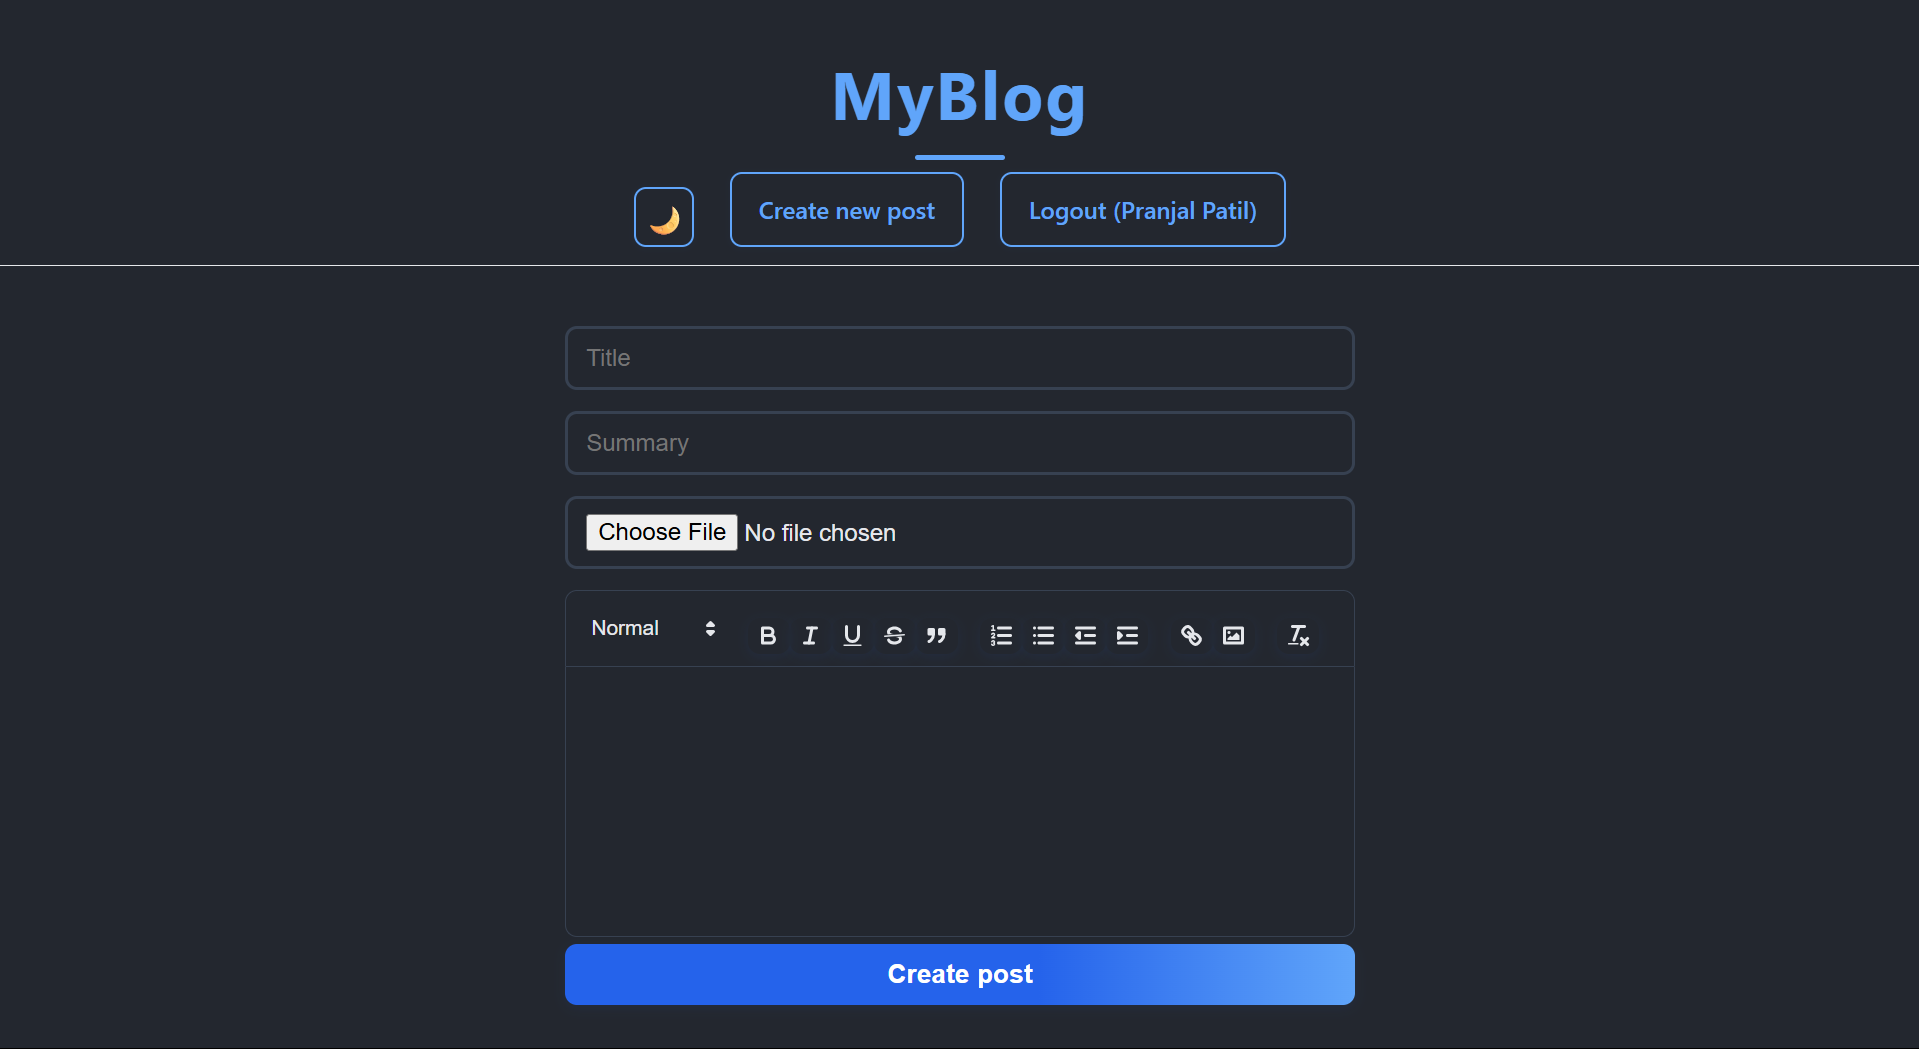 MyBlog
Create new post
Logout (Pranjal Patil)
Title
Summary
Choose File No file chosen
Normal
Create post